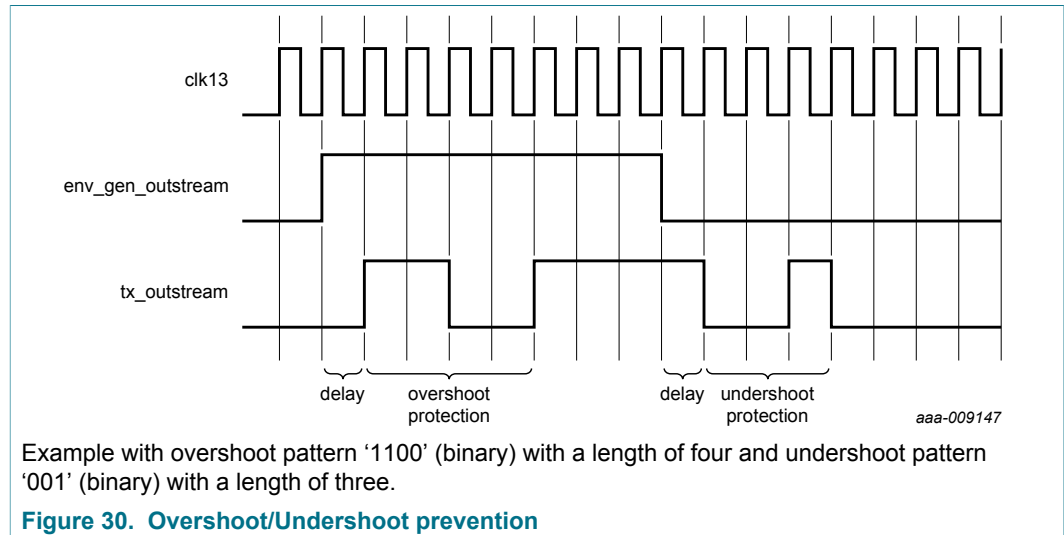 clk13
env_gen_outstream
tx_outstream
delay
overshoot
protection
delay
undershoot
protection
aaa-009147
Example with overshoot pattern ‘1100’ (binary) with a length of four and undershoot pattern
‘001’ (binary) with a length of three.
Figure 30. Overshoot/Undershoot prevention